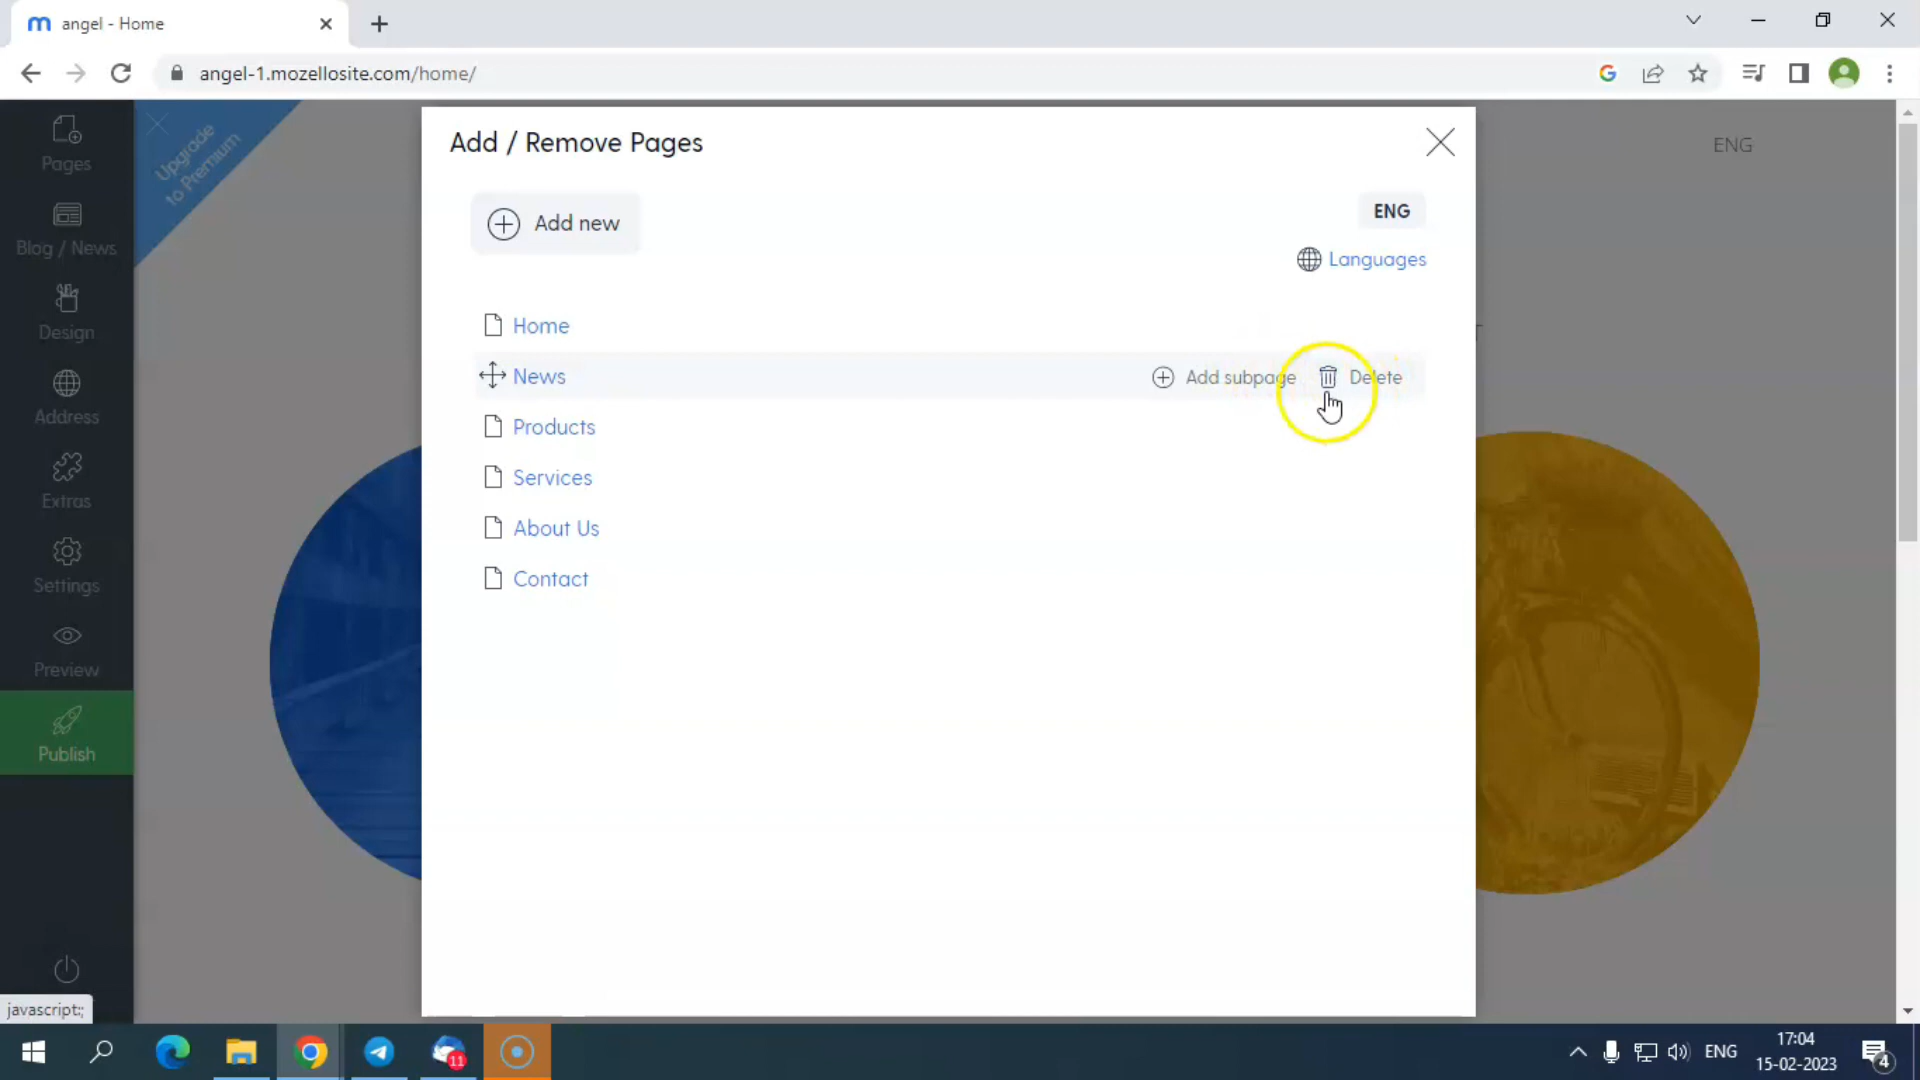 angel - Home
angel-1.mozellosite.com/home/
Pages
Blog / News
Design
Address
Extras
Settings
Preview
Publish
Upgrade
to Premium
Add / Remove Pages
Add new
ENG
Languages
Home
News
Add subpage
Delete
Products
Services
About Us
Contact
ENG
javascript:;
11
ENG
17:04
15-02-2023
4